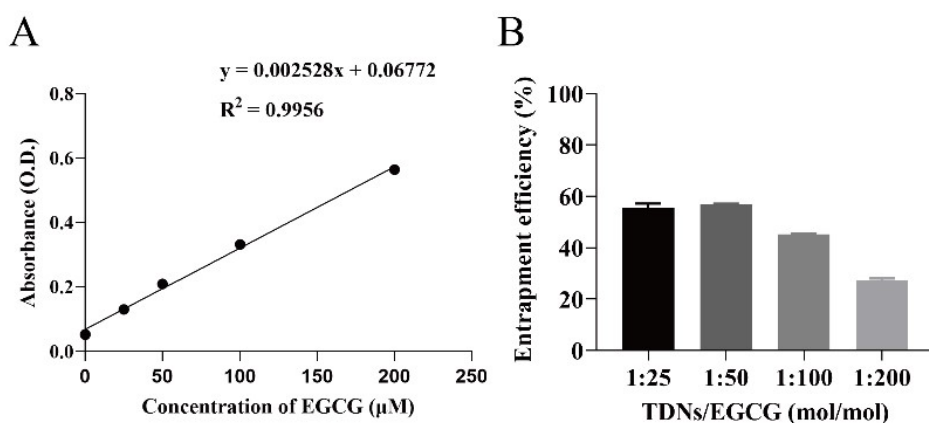 A
y = 0.002528x + 0.06772
R² = 0.9956
Absorbance (O.D.)
0.8
0.6
0.4
0.2
0.0
0 50 100 150 200 250
Concentration of EGCG (μM)
B
Entrapment efficiency (%)
100
80
60
40
20
0
1:25 1:50 1:100 1:200
TDNs/EGCG (mol/mol)